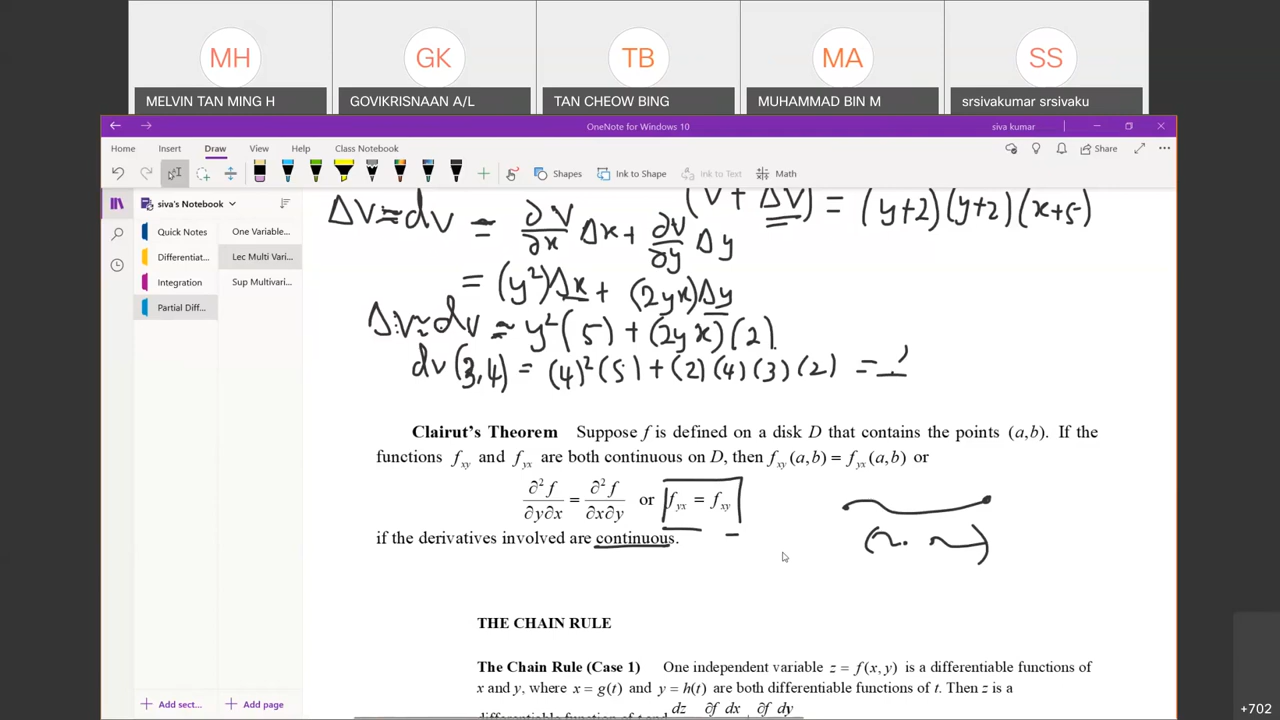 MH GK TB MA SS
MELVIN TAN MING H GOVIKRISNAAN A/L TAN CHEOW BING MUHAMMAD BIN M srsivakumar srsivaku
OneNote for Windows 10 siva kumar
Home Insert Draw View Help Class Notebook Share
Shapes Ink to Shape Ink to Text Math
siva's Notebook
Quick Notes
Differentiat...
Integration
Partial Diff...
One Variable...
Lec Multi Vari...
Sup Multivari...
Add sect...
Add page
ΔV ≈ dV = ∂V/∂x Δx + ∂V/∂y Δy (V + ΔV) = (y+2)(y+2)(x+5)
= (y²)Δx + (2yx)Δy
ΔV ≈ dV ≈ y²(5) + (2yx)(2)
dV(3,4) = (4)²(5) + (2)(4)(3)(2) =
Clairut's Theorem Suppose f is defined on a disk D that contains the points (a,b). If the
functions f_xy and f_yx are both continuous on D, then f_xy(a,b) = f_yx(a,b) or
∂²f/∂y∂x = ∂²f/∂x∂y or f_yx = f_xy
if the derivatives involved are continuous.
THE CHAIN RULE
The Chain Rule (Case 1) One independent variable z = f(x, y) is a differentiable functions of
x and y, where x = g(t) and y = h(t) are both differentiable functions of t. Then z is a
differentiable function of t and dz ∂f dx ∂f dy
+702